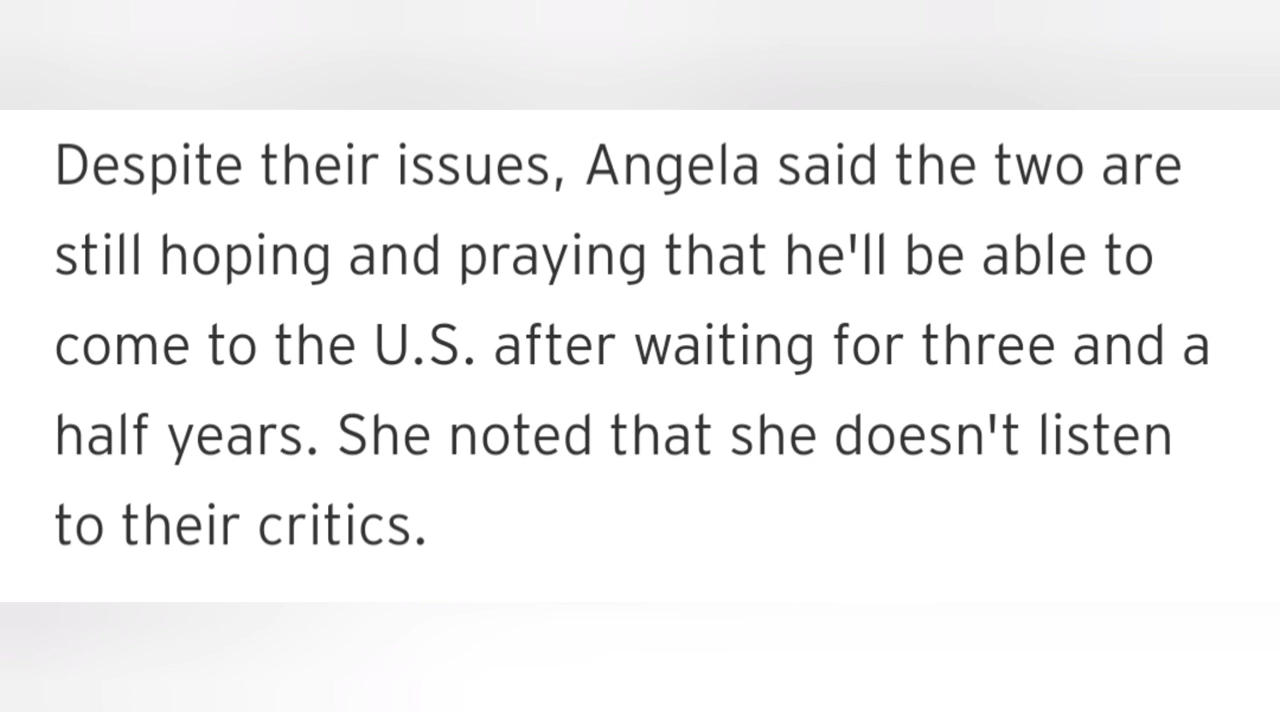 Despite their issues, Angela said the two are
still hoping and praying that he'll be able to
come to the U.S. after waiting for three and a
half years. She noted that she doesn't listen
to their critics.